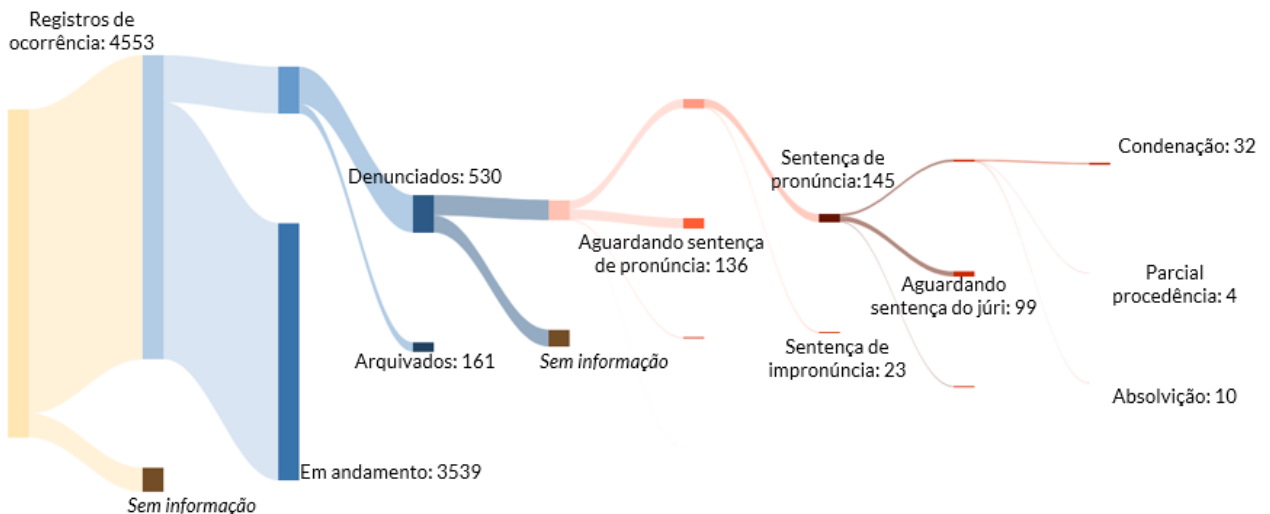 Registros de
ocorrência: 4553
Sem informação
Em andamento: 3539
Denunciados: 530
Arquivados: 161
Sem informação
Aguardando sentença
de pronúncia: 136
Sentença de
pronúncia:145
Sentença de
impronúncia: 23
Aguardando
sentença do júri: 99
Condenação: 32
Parcial
procedência: 4
Absolvição: 10